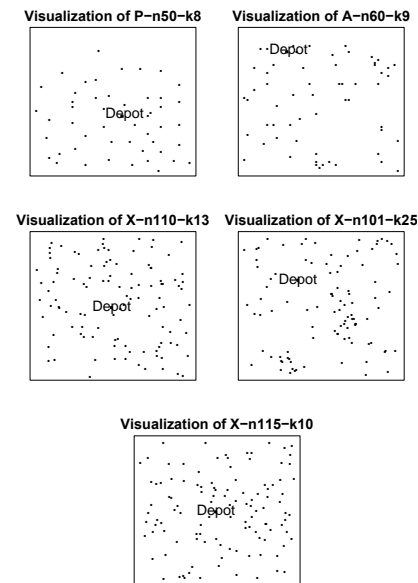 Visualization of P−n50−k8
Visualization of A−n60−k9
Depot
Depot
Visualization of X−n110−k13
Visualization of X−n101−k25
Depot
Depot
Visualization of X−n115−k10
Depot